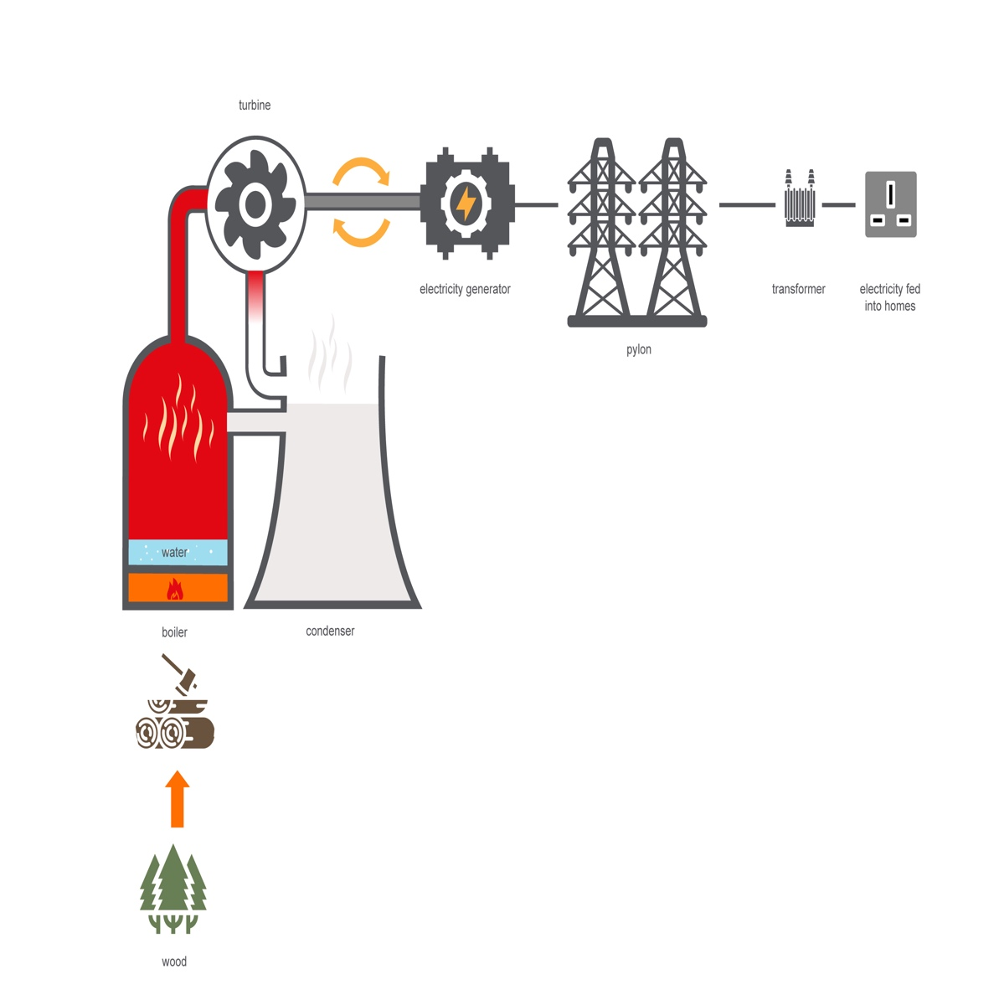 turbine
electricity generator
transformer
electricity fed
into homes
pylon
water
boiler
condenser
wood